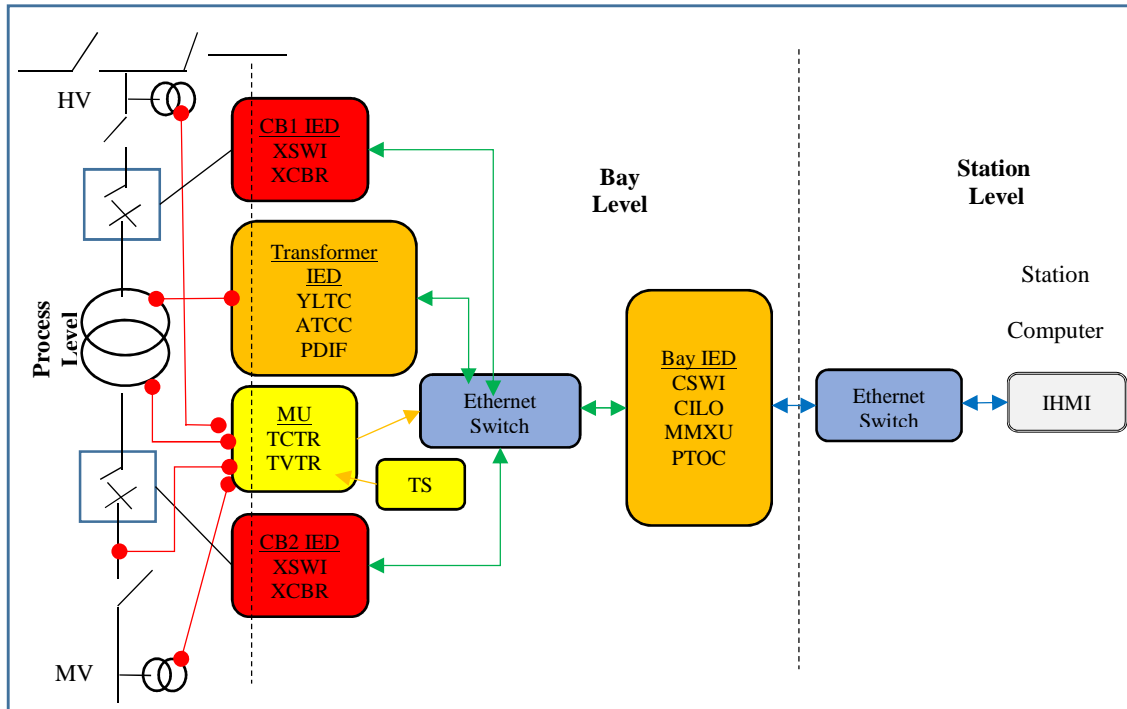 HV
CB1 IED
XSWI
XCBR
Bay
Level
Station
Level
Transformer
IED
YLTC
ATCC
PDIF
Process
Level
Station
Computer
Bay IED
CSWI
CILO
MMXU
PTOC
MU
TCTR
TVTR
Ethernet
Switch
Ethernet
Switch
IHMI
TS
CB2 IED
XSWI
XCBR
MV